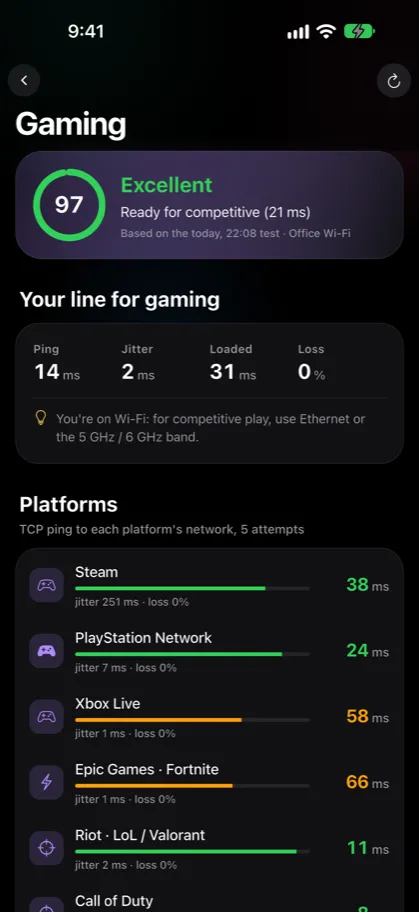 9:41
Gaming
97
Excellent
Ready for competitive (21 ms)
Based on the today, 22:08 test · Office Wi-Fi
Your line for gaming
Ping Jitter Loaded Loss
14 ms 2 ms 31 ms 0 %
You're on Wi-Fi: for competitive play, use Ethernet or
the 5 GHz / 6 GHz band.
Platforms
TCP ping to each platform's network, 5 attempts
Steam
38 ms
jitter 251 ms · loss 0%
PlayStation Network
24 ms
jitter 7 ms · loss 0%
Xbox Live
58 ms
jitter 1 ms · loss 0%
Epic Games · Fortnite
66 ms
jitter 1 ms · loss 0%
Riot · LoL / Valorant
11 ms
jitter 2 ms · loss 0%
Call of Duty